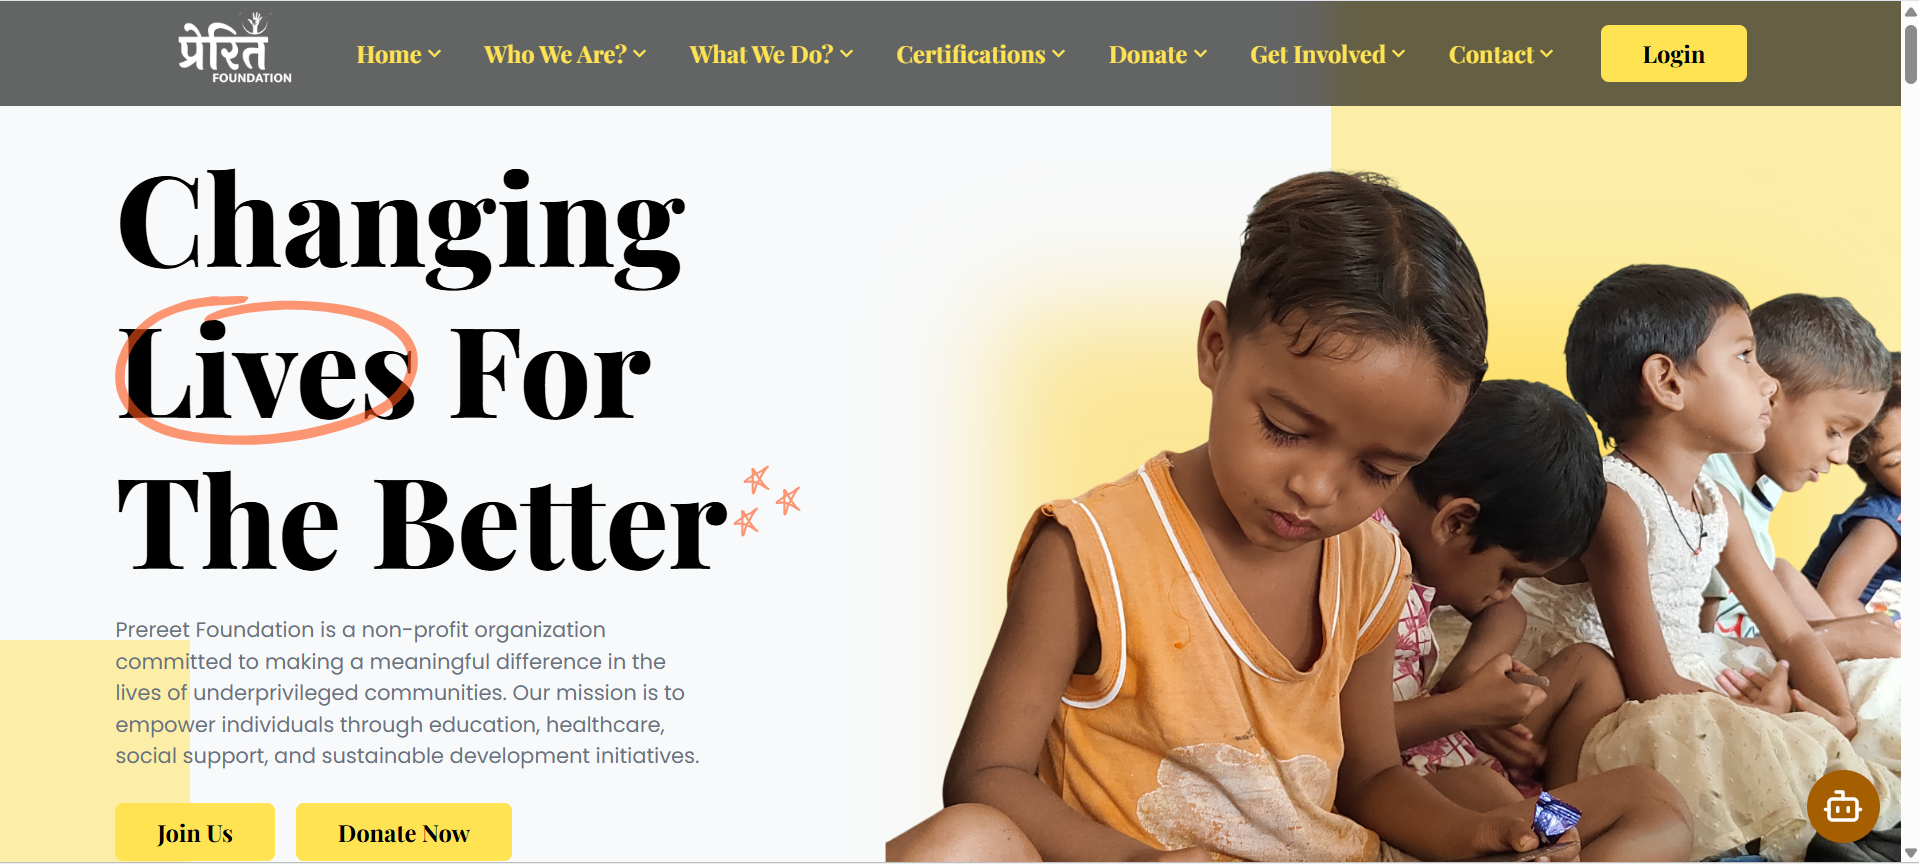 प्रेरित
FOUNDATION
Home
Who We Are?
What We Do?
Certifications
Donate
Get Involved
Contact
Login
Changing
Lives For
The Better
Prereet Foundation is a non-profit organization
committed to making a meaningful difference in the
lives of underprivileged communities. Our mission is to
empower individuals through education, healthcare,
social support, and sustainable development initiatives.
Join Us
Donate Now